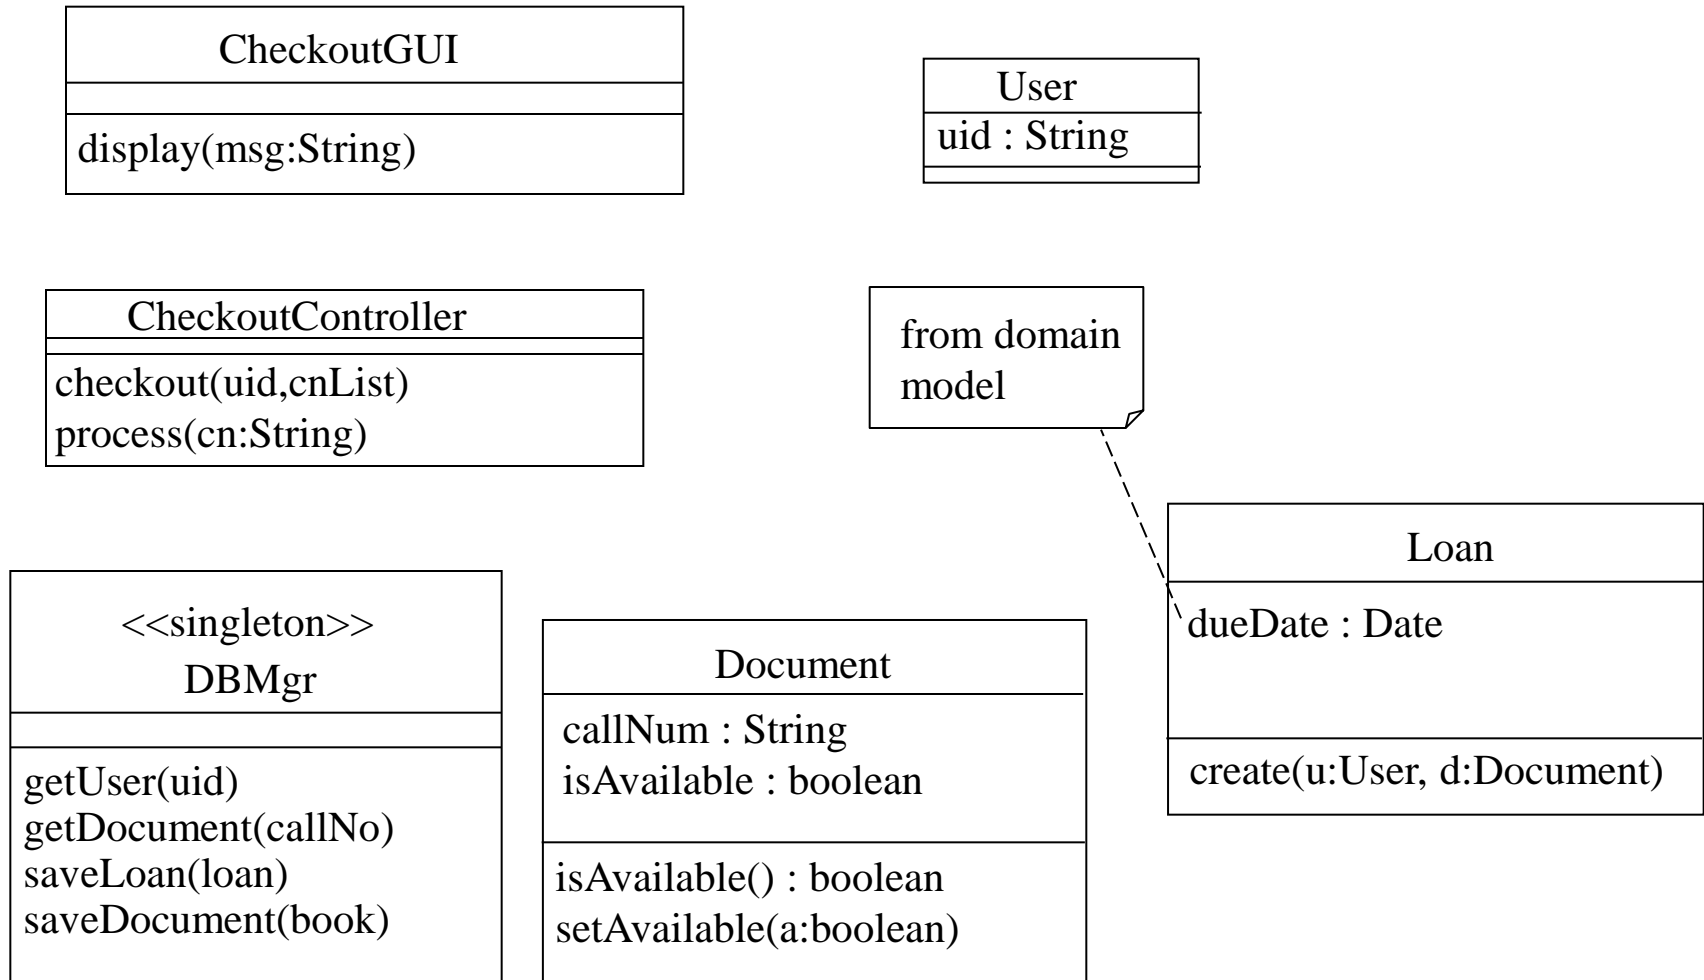 CheckoutGUI
display(msg:String)
User
uid : String
CheckoutController
checkout(uid,cnList)
process(cn:String)
from domain
model
Loan
dueDate : Date
create(u:User, d:Document)
<<singleton>>
DBMgr
getUser(uid)
getDocument(callNo)
saveLoan(loan)
saveDocument(book)
Document
callNum : String
isAvailable : boolean
isAvailable() : boolean
setAvailable(a:boolean)